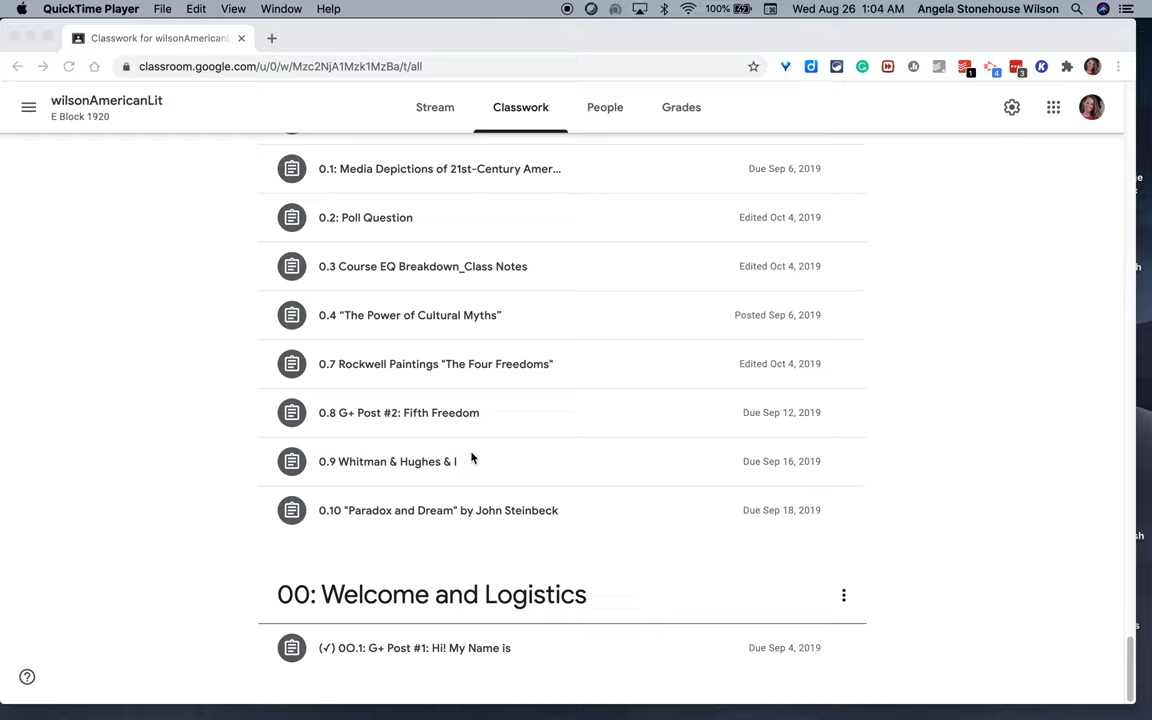 QuickTime Player File Edit View Window Help 100% Wed Aug 26 1:04 AM Angela Stonehouse Wilson
Classwork for wilsonAmericanL
classroom.google.com/u/0/w/Mzc2NjA1Mzk1MzBa/t/all
wilsonAmericanLit
E Block 1920
Stream Classwork People Grades
0.1: Media Depictions of 21st-Century Amer... Due Sep 6, 2019
0.2: Poll Question Edited Oct 4, 2019
0.3 Course EQ Breakdown_Class Notes Edited Oct 4, 2019
0.4 “The Power of Cultural Myths” Posted Sep 6, 2019
0.7 Rockwell Paintings "The Four Freedoms" Edited Oct 4, 2019
0.8 G+ Post #2: Fifth Freedom Due Sep 12, 2019
0.9 Whitman & Hughes & I Due Sep 16, 2019
0.10 "Paradox and Dream" by John Steinbeck Due Sep 18, 2019
00: Welcome and Logistics
(✓) 0O.1: G+ Post #1: Hi! My Name is Due Sep 4, 2019